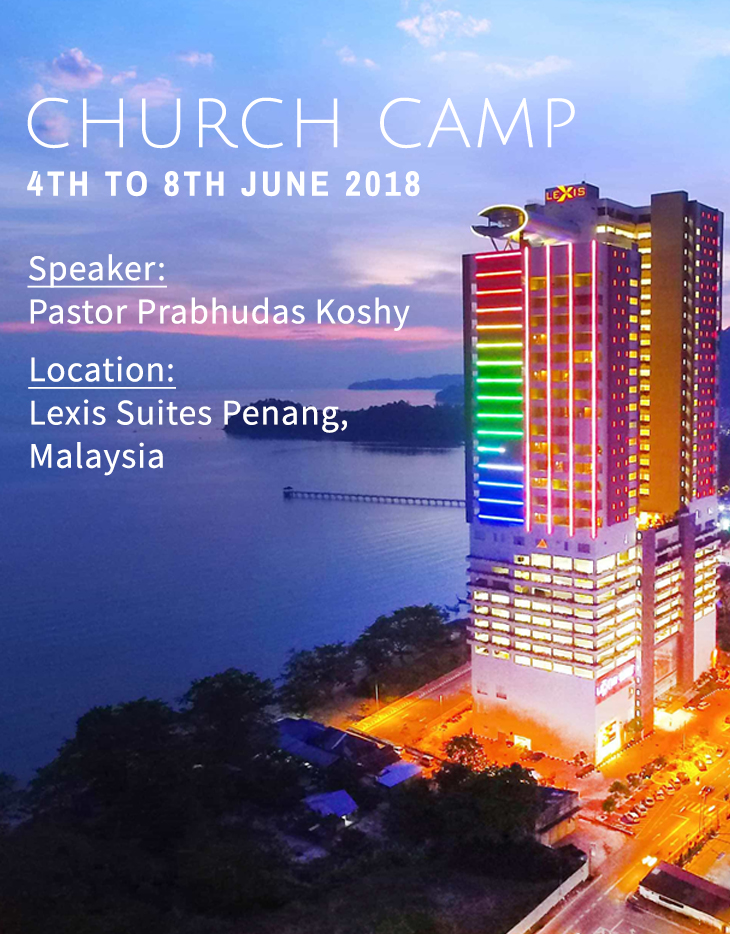 CHURCH CAMP
4TH TO 8TH JUNE 2018
Speaker:
Pastor Prabhudas Koshy
Location:
Lexis Suites Penang,
Malaysia
LEXIS